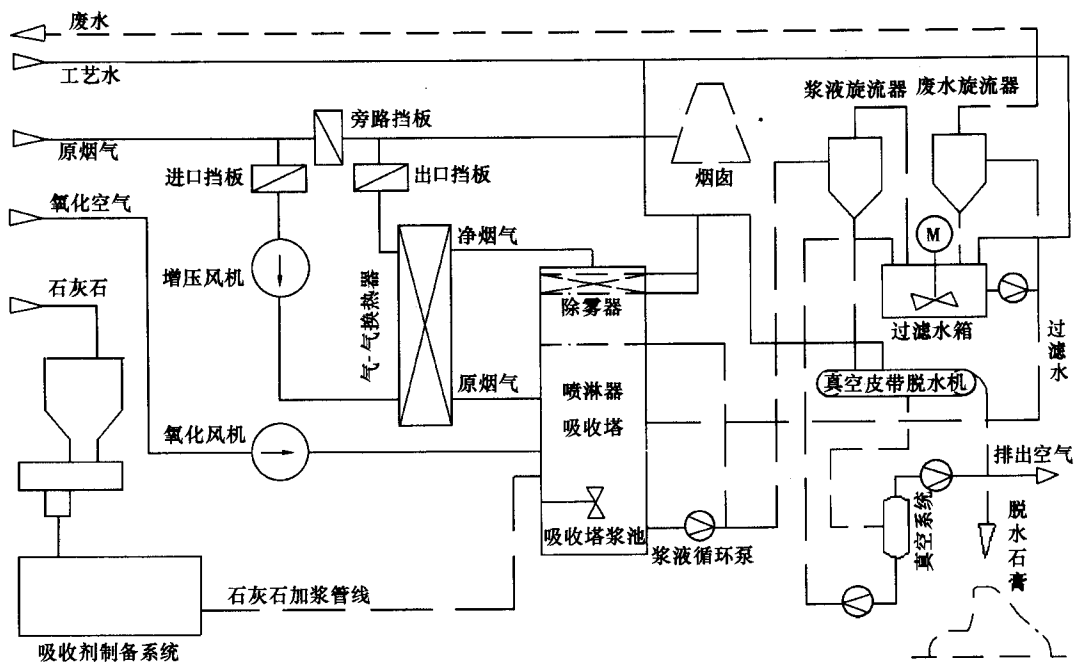 废水
工艺水
浆液旋流器
废水旋流器
旁路挡板
原烟气
进口挡板
出口挡板
烟囱
氧化空气
净烟气
M
增压风机
石灰石
气-气换热器
除雾器
过滤水箱
过滤水
原烟气
喷淋器
真空皮带脱水机
吸收塔
氧化风机
排出空气
吸收塔浆池
浆液循环泵
真空系统
脱水石膏
石灰石加浆管线
吸收剂制备系统